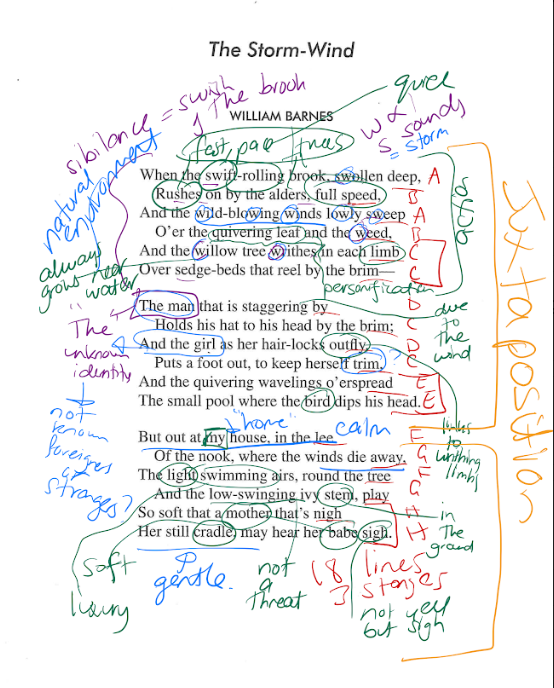 The Storm-Wind
sibilance = swish
of the brook
quick
WILLIAM BARNES
w &
s sounds
= storm
fast pace trees
natural
environment
When the swift-rolling brook, swollen deep, A
Rushes on by the alders, full speed, B
And the wild-blowing winds lowly sweep A
O'er the quivering leaf and the weed, B
And the willow tree writhes in each limb C
Over sedge-beds that reel by the brim— C
always
grows near
water
personification
Juxtaposition
The man that is staggering by D
Holds his hat to his head by the brim; C
And the girl as her hair-locks outfly, D
Puts a foot out, to keep herself trim, ? C
And the quivering wavelings o'erspread E
The small pool where the bird dips his head. E
due
to
the
wind
"The"
unknown
identity
not
known
foreigners
or
strangers?
"home" calm
links
to
writhing
limbs
But out at my house, in the lee F
Of the nook, where the winds die away, G
The light swimming airs, round the tree F
And the low-swinging ivy stem, play G
So soft that a mother that's nigh H
Her still cradle, may hear her babe sigh. H
in
the
ground
soft
luxury
gentle.
not
a
threat
18 lines
3 stanzas
not yell
but sigh